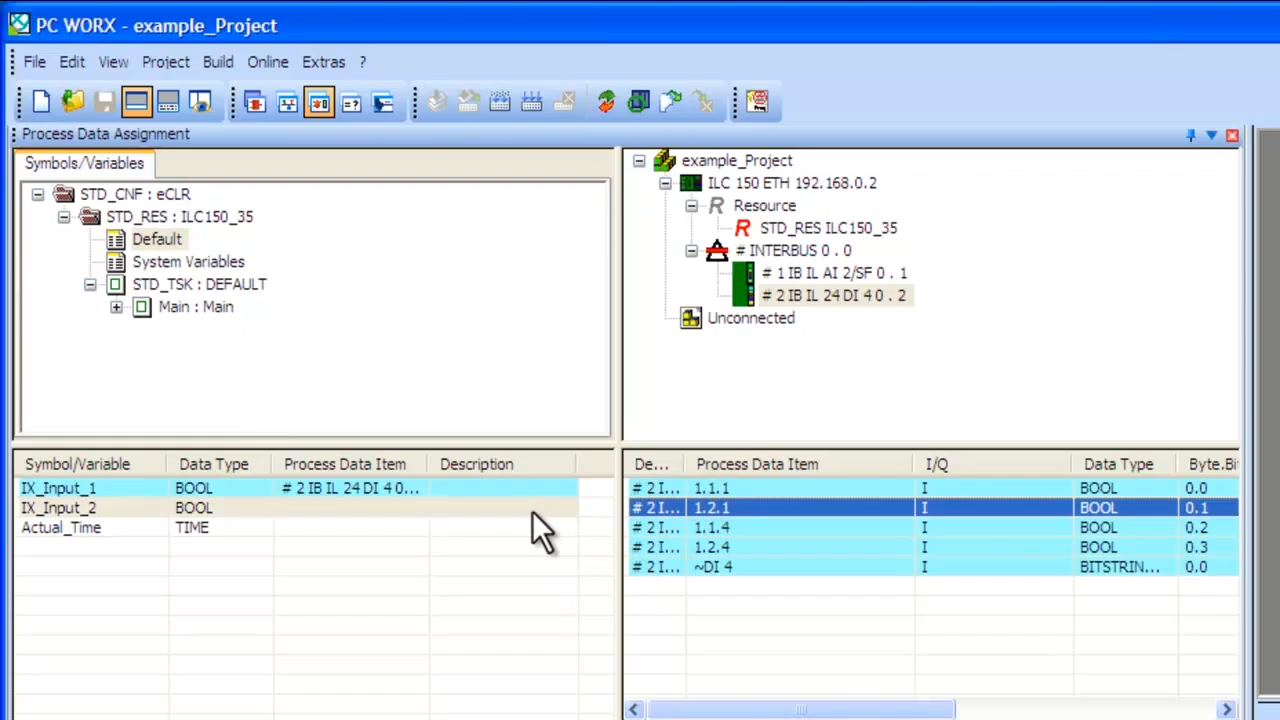 PC WORX - example_Project
File Edit View Project Build Online Extras ?
Process Data Assignment
Symbols/Variables
STD_CNF : eCLR
STD_RES : ILC150_35
Default
System Variables
STD_TSK : DEFAULT
Main : Main
example_Project
ILC 150 ETH 192.168.0.2
R Resource
R STD_RES ILC150_35
# INTERBUS 0 . 0
# 1 IB IL AI 2/SF 0 . 1
# 2 IB IL 24 DI 4 0 . 2
Unconnected
Symbol/Variable Data Type Process Data Item Description
IX_Input_1 BOOL # 2 IB IL 24 DI 4 0...
IX_Input_2 BOOL
Actual_Time TIME
De... Process Data Item I/Q Data Type Byte.Bi
# 2 I... 1.1.1 I BOOL 0.0
# 2 I... 1.2.1 I BOOL 0.1
# 2 I... 1.1.4 I BOOL 0.2
# 2 I... 1.2.4 I BOOL 0.3
# 2 I... ~DI 4 I BITSTRIN... 0.0